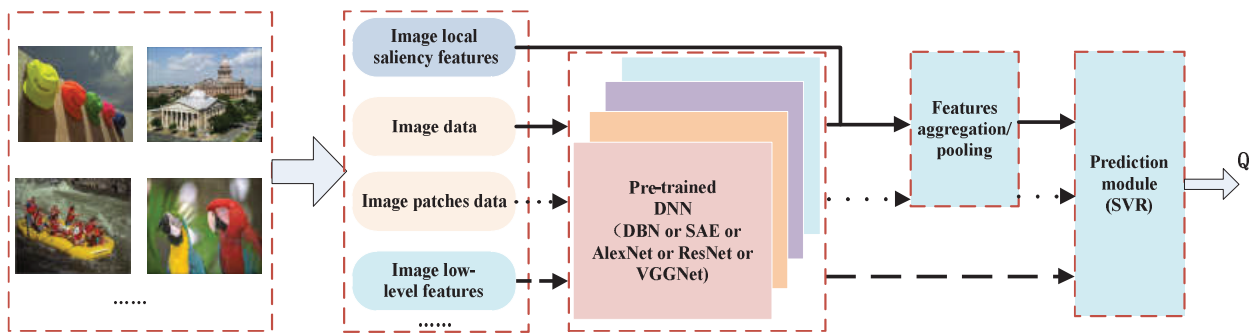 ......
Image local
saliency features
Image data
Image patches data
Image low-
level features
......
Pre-trained
DNN
（DBN or SAE or
AlexNet or ResNet or
VGGNet)
Features
aggregation/
pooling
Prediction
module
(SVR)
Q